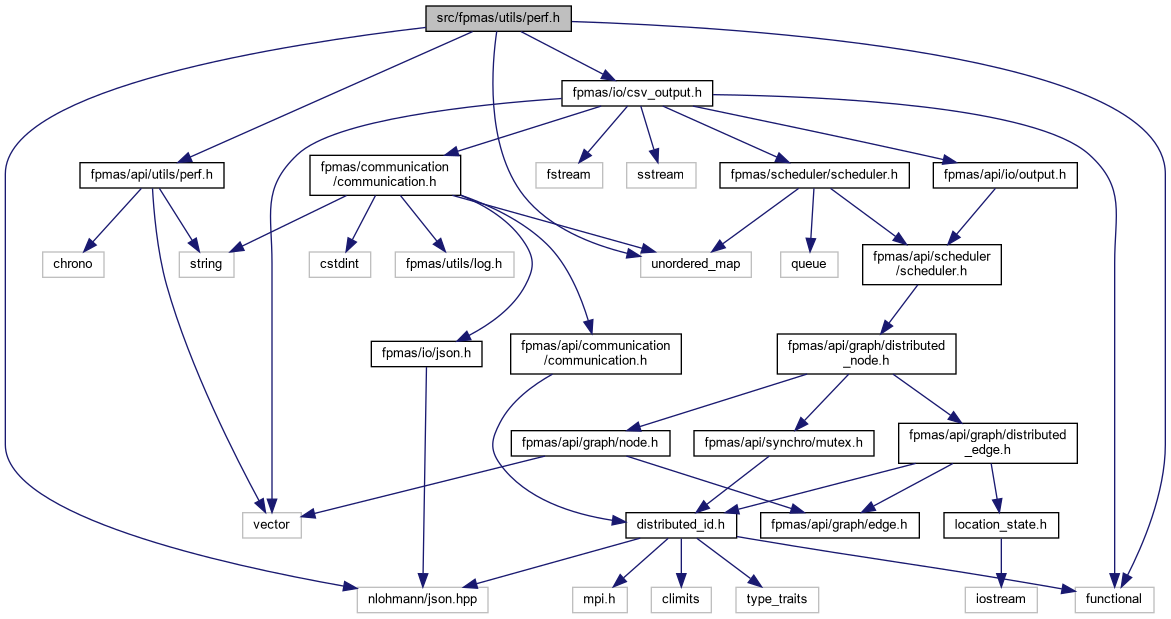 src/fpmas/utils/perf.h
fpmas/io/csv_output.h
fpmas/api/utils/perf.h
fpmas/communication
/communication.h
fstream
sstream
fpmas/scheduler/scheduler.h
fpmas/api/io/output.h
chrono
string
cstdint
fpmas/utils/log.h
unordered_map
queue
fpmas/api/scheduler
/scheduler.h
fpmas/io/json.h
fpmas/api/communication
/communication.h
fpmas/api/graph/distributed
_node.h
fpmas/api/graph/node.h
fpmas/api/synchro/mutex.h
fpmas/api/graph/distributed
_edge.h
vector
distributed_id.h
fpmas/api/graph/edge.h
location_state.h
nlohmann/json.hpp
mpi.h
climits
type_traits
iostream
functional